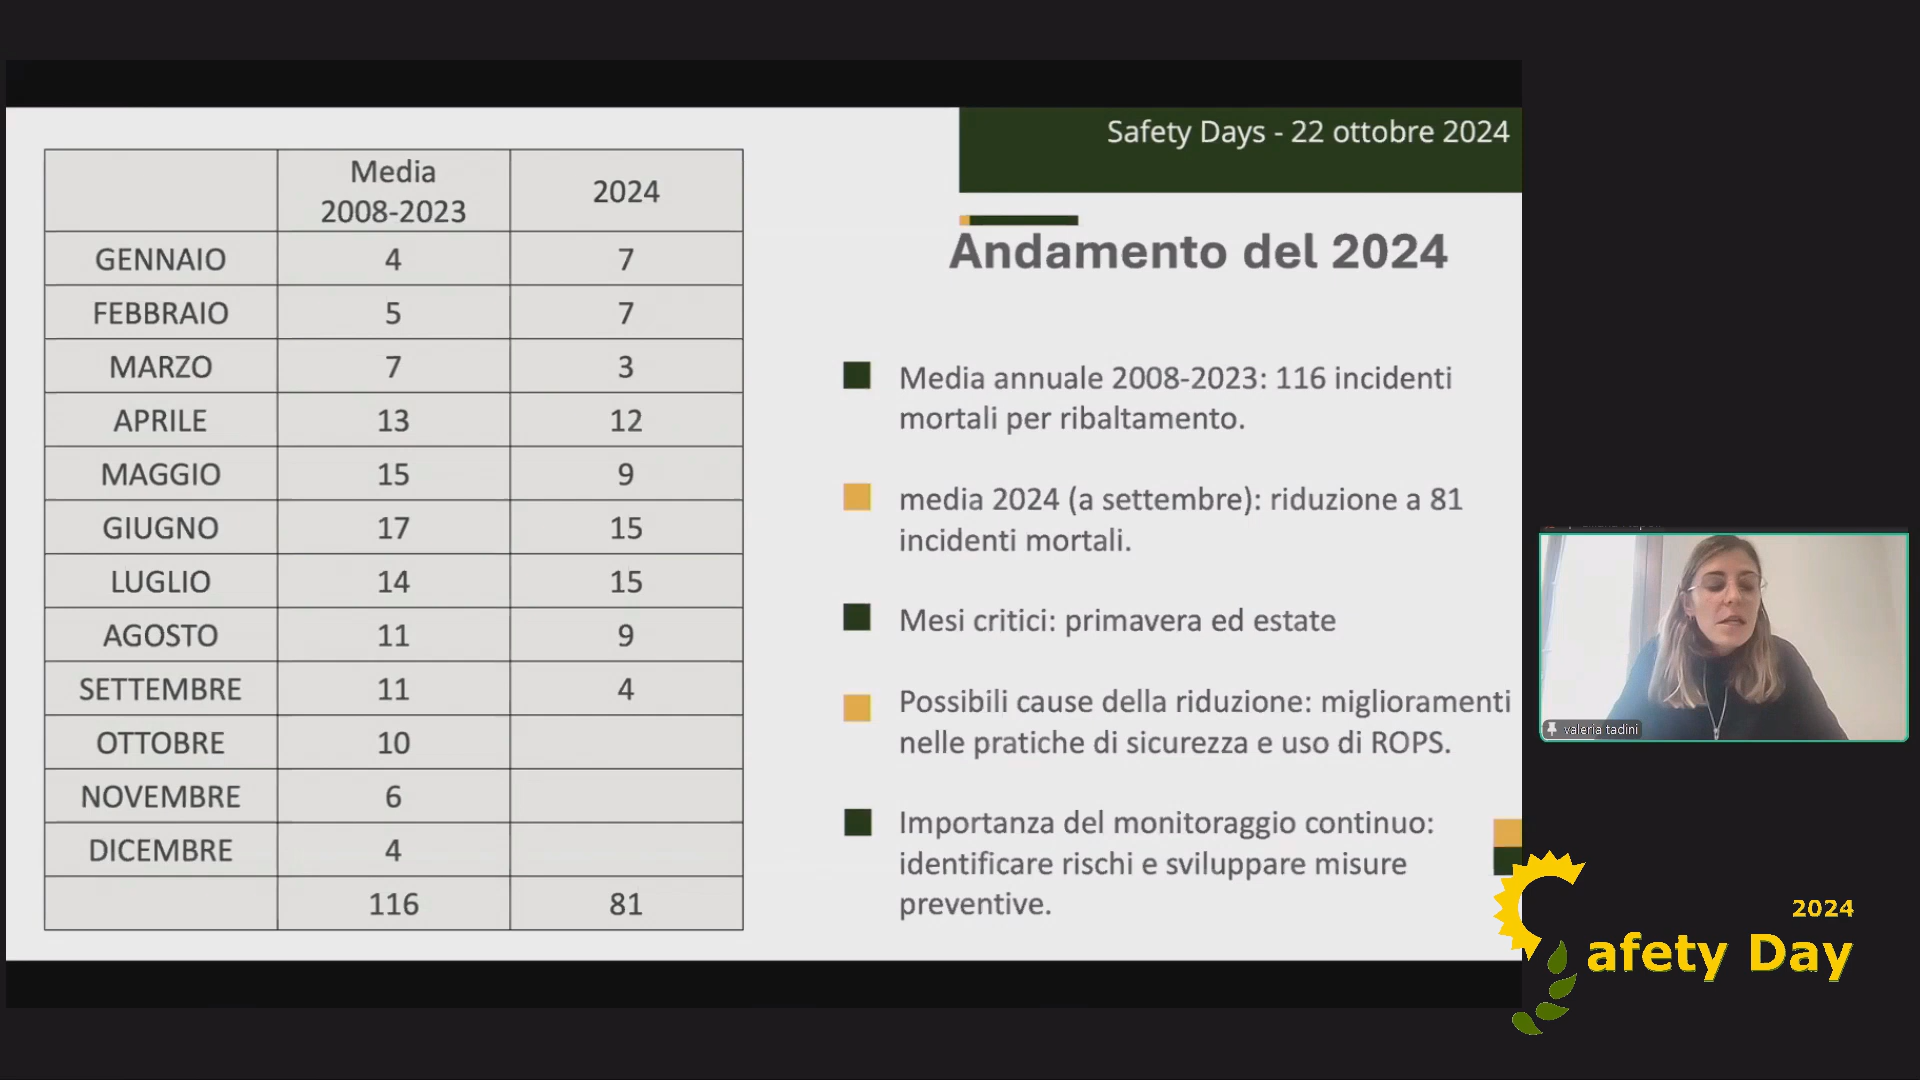 Safety Days - 22 ottobre 2024
Media
2008-2023
2024
GENNAIO 4 7
FEBBRAIO 5 7
MARZO 7 3
APRILE 13 12
MAGGIO 15 9
GIUGNO 17 15
LUGLIO 14 15
AGOSTO 11 9
SETTEMBRE 11 4
OTTOBRE 10
NOVEMBRE 6
DICEMBRE 4
116 81
Andamento del 2024
Media annuale 2008-2023: 116 incidenti
mortali per ribaltamento.
media 2024 (a settembre): riduzione a 81
incidenti mortali.
Mesi critici: primavera ed estate
Possibili cause della riduzione: miglioramenti
nelle pratiche di sicurezza e uso di ROPS.
Importanza del monitoraggio continuo:
identificare rischi e sviluppare misure
preventive.
valeria tadini
2024
afety Day